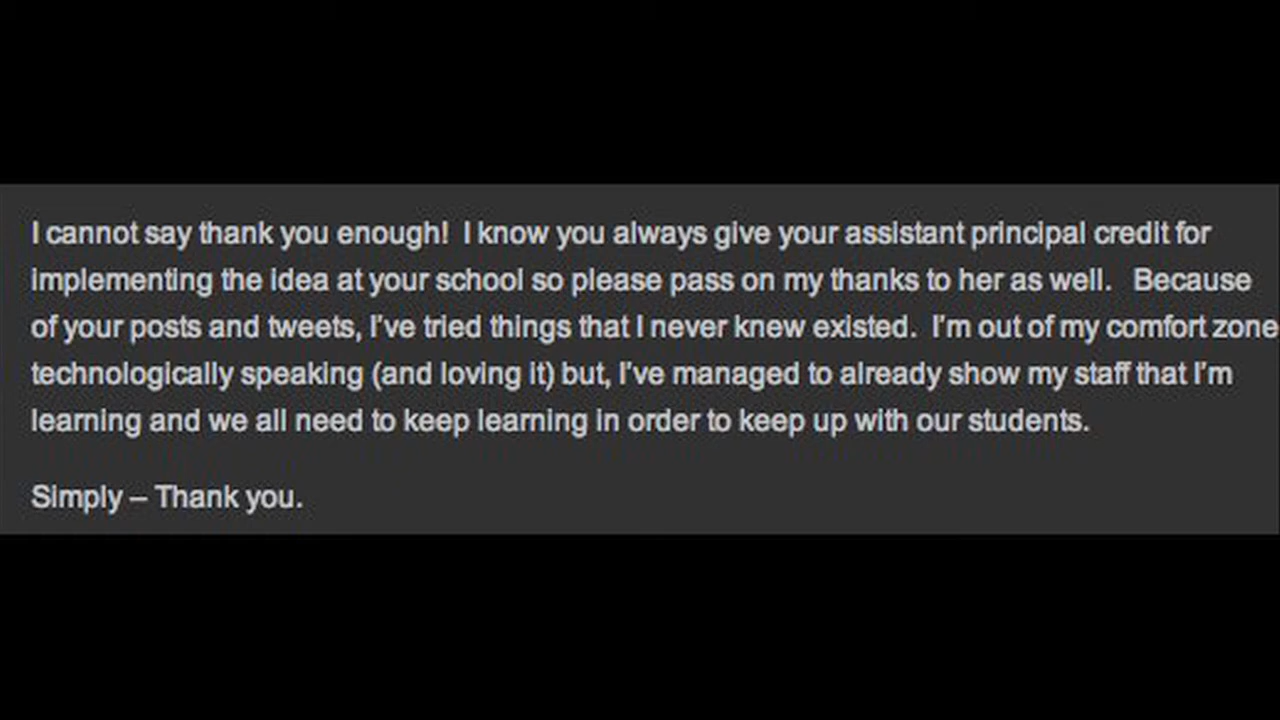 I cannot say thank you enough!  I know you always give your assistant principal credit for
implementing the idea at your school so please pass on my thanks to her as well.   Because
of your posts and tweets, I've tried things that I never knew existed.  I'm out of my comfort zone
technologically speaking (and loving it) but, I've managed to already show my staff that I'm
learning and we all need to keep learning in order to keep up with our students.
Simply – Thank you.